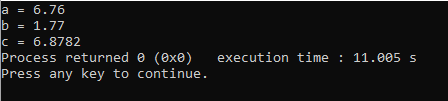 a = 6.76
b = 1.77
c = 6.8782
Process returned 0 (0x0)   execution time : 11.005 s
Press any key to continue.